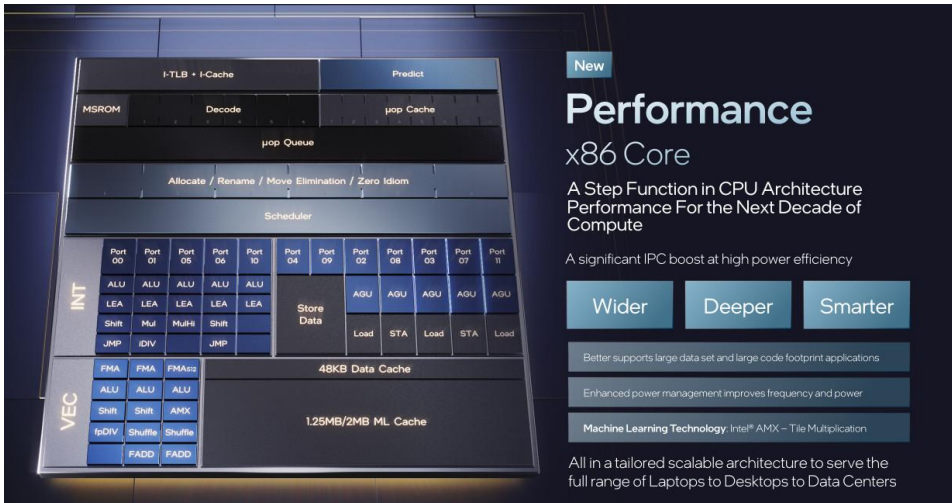 I-TLB + I-Cache
Predict
MSROM
Decode
μop Cache
μop Queue
Allocate / Rename / Move Elimination / Zero Idiom
Scheduler
INT
Port 00
Port 01
Port 05
Port 06
Port 10
Port 04
Port 09
Port 02
Port 08
Port 03
Port 07
Port 11
ALU ALU ALU ALU ALU
LEA LEA LEA LEA LEA
Shift Mul MulHi Shift
JMP iDIV JMP
Store
Data
AGU AGU AGU AGU AGU
Load STA Load STA Load
VEC
FMA FMA FMA512
ALU ALU ALU
Shift Shift AMX
fpDIV Shuffle Shuffle
FADD FADD
48KB Data Cache
1.25MB/2MB ML Cache
New
Performance
x86 Core
A Step Function in CPU Architecture
Performance For the Next Decade of
Compute
A significant IPC boost at high power efficiency
Wider
Deeper
Smarter
Better supports large data set and large code footprint applications
Enhanced power management improves frequency and power
Machine Learning Technology: Intel® AMX – Tile Multiplication
All in a tailored scalable architecture to serve the
full range of Laptops to Desktops to Data Centers